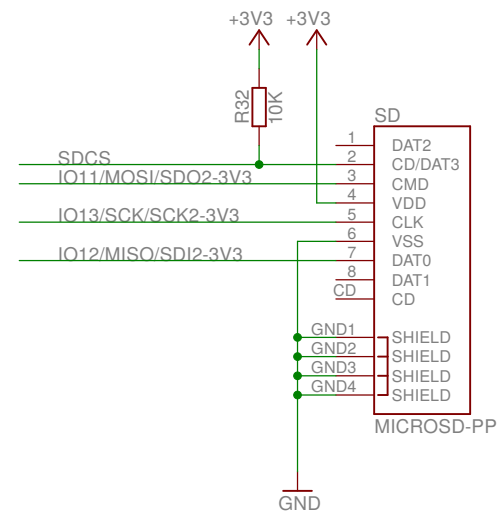 +3V3 +3V3
R32
10K
SD
SDCS
1 DAT2
2 CD/DAT3
IO11/MOSI/SDO2-3V3
3 CMD
4 VDD
IO13/SCK/SCK2-3V3
5 CLK
6 VSS
IO12/MISO/SDI2-3V3
7 DAT0
8 DAT1
CD CD
GND1 SHIELD
GND2 SHIELD
GND3 SHIELD
GND4 SHIELD
MICROSD-PP
GND